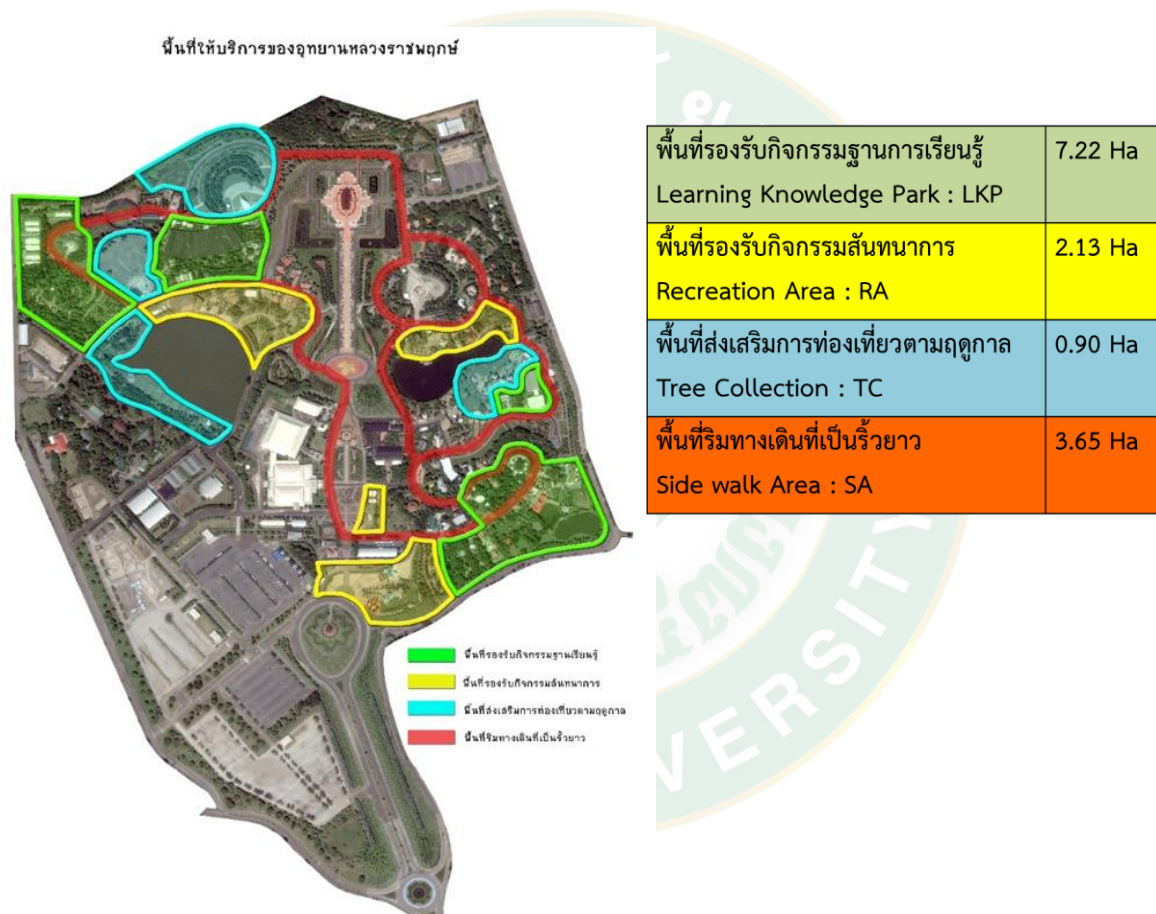 พื้นที่ให้บริการของอุทยานหลวงราชพฤกษ์
พื้นที่รองรับกิจกรรมฐานการเรียนรู้ 7.22 Ha
Learning Knowledge Park : LKP
พื้นที่รองรับกิจกรรมสันทนาการ 2.13 Ha
Recreation Area : RA
พื้นที่ส่งเสริมการท่องเที่ยวตามฤดูกาล 0.90 Ha
Tree Collection : TC
พื้นที่ริมทางเดินที่เป็นริ้วยาว 3.65 Ha
Side walk Area : SA
พื้นที่รองรับกิจกรรมฐานเรียนรู้
พื้นที่รองรับกิจกรรมสันทนาการ
พื้นที่ส่งเสริมการท่องเที่ยวตามฤดูกาล
พื้นที่ริมทางเดินที่เป็นริ้วยาว
VERSITY